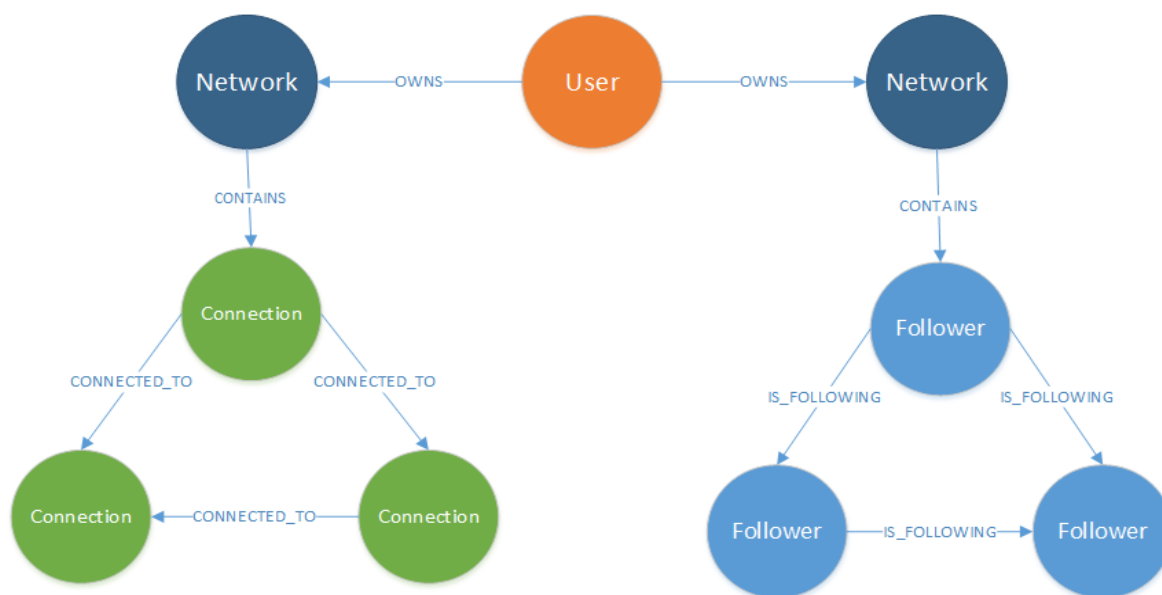 Network
OWNS
User
OWNS
Network
CONTAINS
CONTAINS
Connection
Follower
CONNECTED_TO
CONNECTED_TO
IS_FOLLOWING
IS_FOLLOWING
Connection
CONNECTED_TO
Connection
Follower
IS_FOLLOWING
Follower